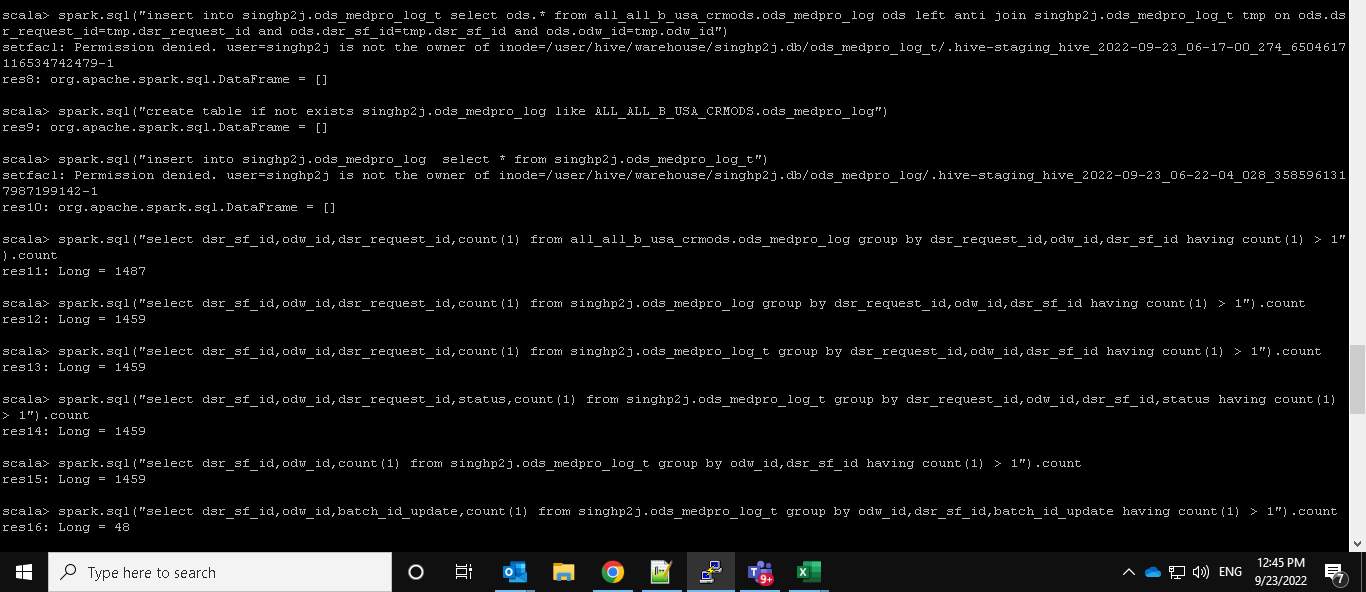 scala> spark.sql("insert into singhp2j.ods_medpro_log_t select ods.* from all_all_b_usa_crmods.ods_medpro_log ods left anti join singhp2j.ods_medpro_log_t tmp on ods.ds
r_request_id=tmp.dsr_request_id and ods.dsr_sf_id=tmp.dsr_sf_id and ods.odw_id=tmp.odw_id")
setfacl: Permission denied. user=singhp2j is not the owner of inode=/user/hive/warehouse/singhp2j.db/ods_medpro_log_t/.hive-staging_hive_2022-09-23_06-17-00_274_6504617
116534742479-1
res8: org.apache.spark.sql.DataFrame = []
scala> spark.sql("create table if not exists singhp2j.ods_medpro_log like ALL_ALL_B_USA_CRMODS.ods_medpro_log")
res9: org.apache.spark.sql.DataFrame = []
scala> spark.sql("insert into singhp2j.ods_medpro_log  select * from singhp2j.ods_medpro_log_t")
setfacl: Permission denied. user=singhp2j is not the owner of inode=/user/hive/warehouse/singhp2j.db/ods_medpro_log/.hive-staging_hive_2022-09-23_06-22-04_028_358596131
7987199142-1
res10: org.apache.spark.sql.DataFrame = []
scala> spark.sql("select dsr_sf_id,odw_id,dsr_request_id,count(1) from all_all_b_usa_crmods.ods_medpro_log group by dsr_request_id,odw_id,dsr_sf_id having count(1) > 1"
).count
res11: Long = 1487
scala> spark.sql("select dsr_sf_id,odw_id,dsr_request_id,count(1) from singhp2j.ods_medpro_log group by dsr_request_id,odw_id,dsr_sf_id having count(1) > 1").count
res12: Long = 1459
scala> spark.sql("select dsr_sf_id,odw_id,dsr_request_id,count(1) from singhp2j.ods_medpro_log_t group by dsr_request_id,odw_id,dsr_sf_id having count(1) > 1").count
res13: Long = 1459
scala> spark.sql("select dsr_sf_id,odw_id,dsr_request_id,status,count(1) from singhp2j.ods_medpro_log_t group by dsr_request_id,odw_id,dsr_sf_id,status having count(1)
> 1").count
res14: Long = 1459
scala> spark.sql("select dsr_sf_id,odw_id,count(1) from singhp2j.ods_medpro_log_t group by odw_id,dsr_sf_id having count(1) > 1").count
res15: Long = 1459
scala> spark.sql("select dsr_sf_id,odw_id,batch_id_update,count(1) from singhp2j.ods_medpro_log_t group by odw_id,dsr_sf_id,batch_id_update having count(1) > 1").count
res16: Long = 48
Type here to search
9+
ENG
12:45 PM
9/23/2022
7